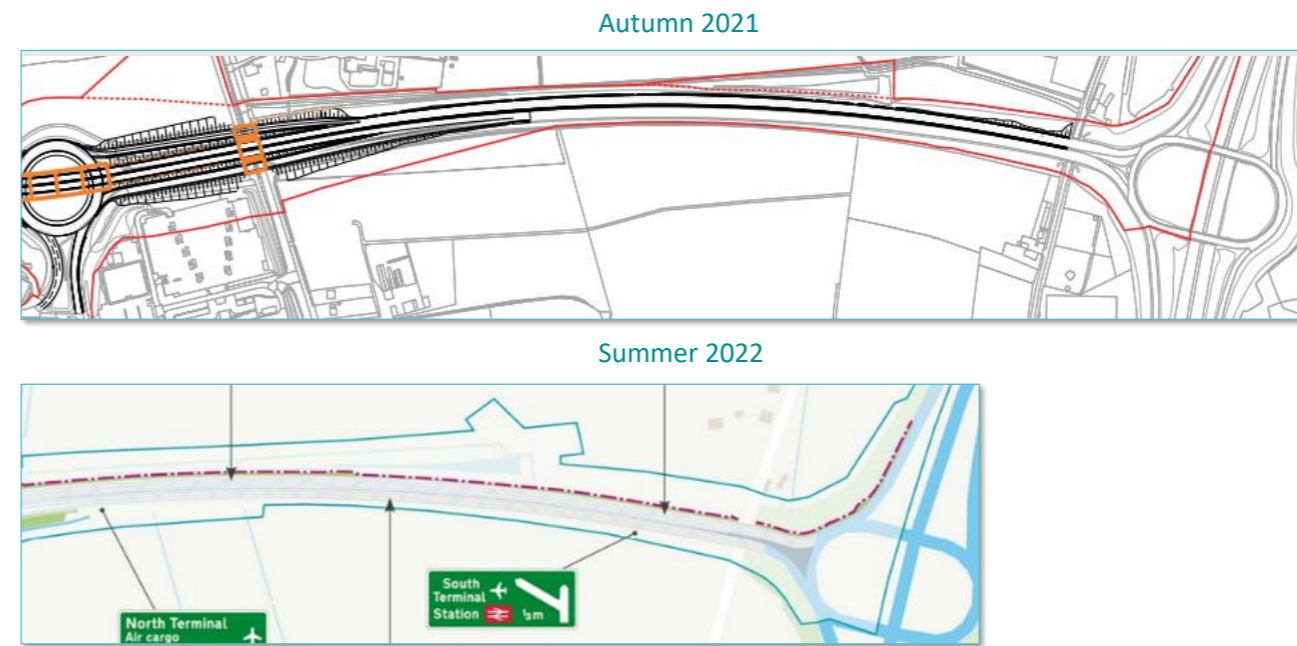 Autumn 2021
Summer 2022
South
Terminal
Station ½m
North Terminal
Air cargo